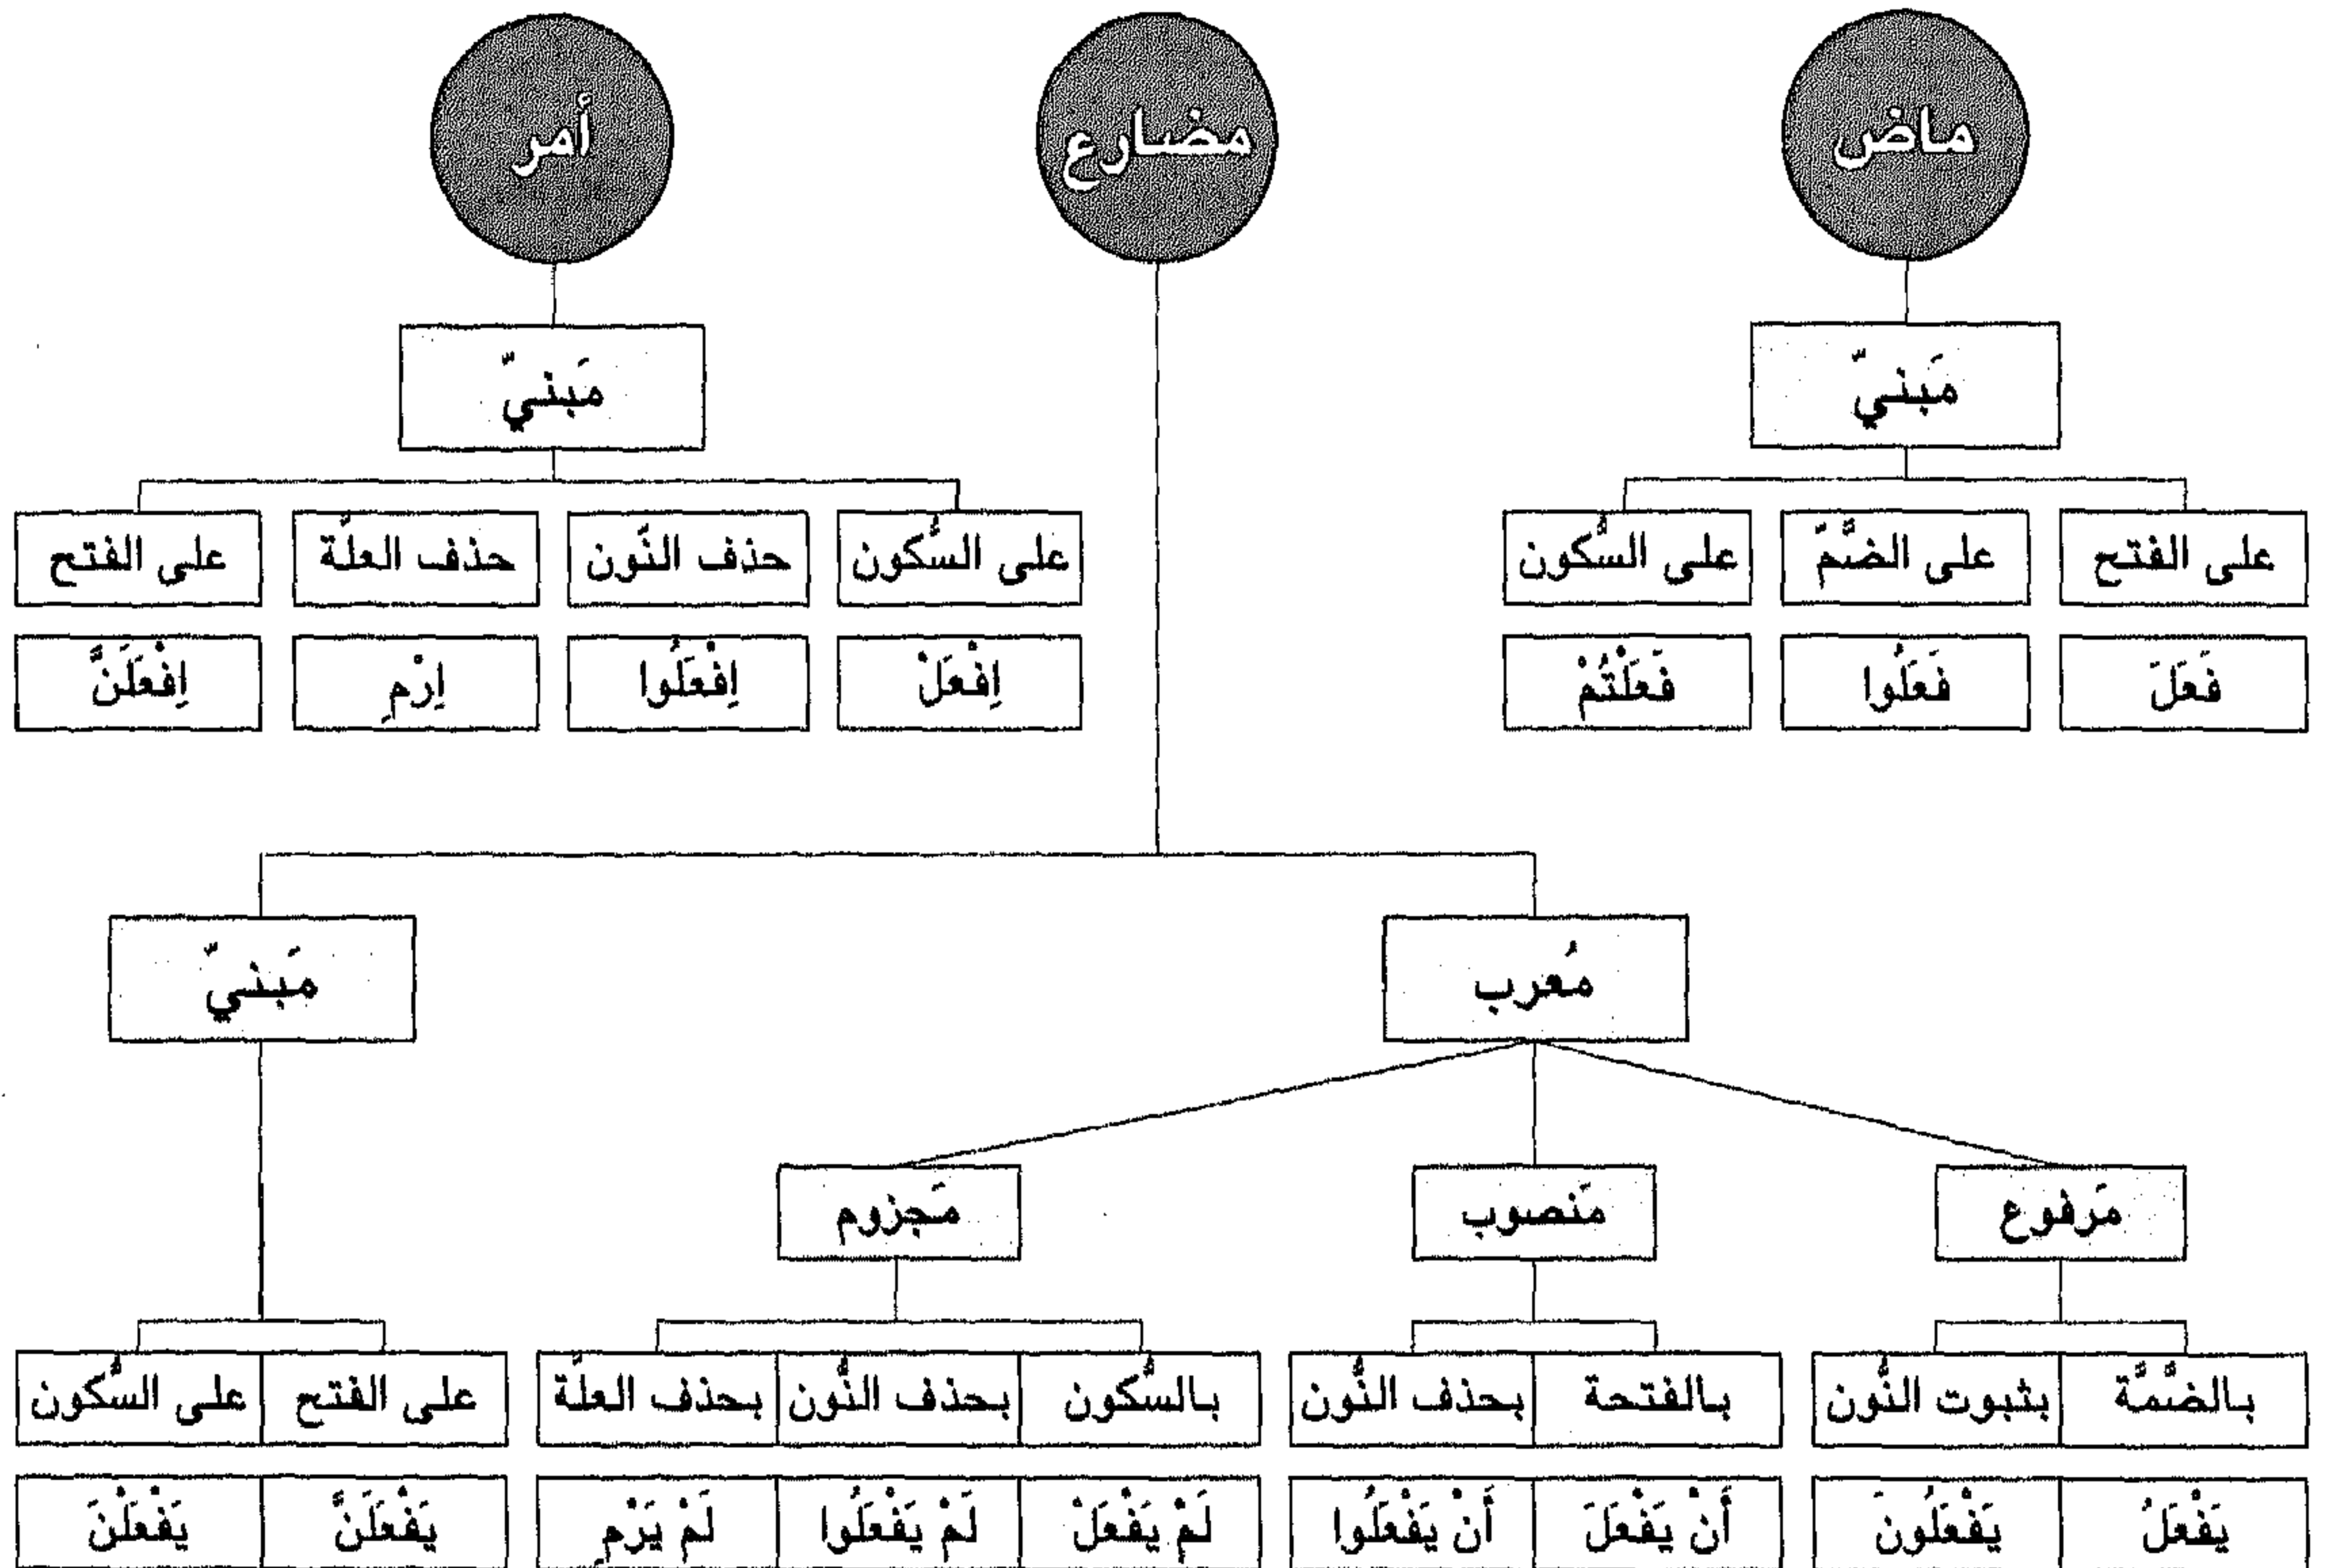 ماض مضارع أمر
مَبنيّ مَبنيّ
على الفتح على الضَّمّ على السُّكون على السُّكون حذف النّون حذف العلَّة على الفتح
فَعَلَ فَعَلُوا فَعَلْتُمْ اِفْعَلْ اِفْعَلُوا اِرْمِ اِفْعَلَنَّ
مُعرب مَبنيّ
مَرفوع مَنصوب مَجزوم
بالضَّمَّة بثبوت النُّون بالفتحة بحذف النُّون بالسُّكون بحذف النُّون بحذف العلَّة على الفتح على السُّكون
يَفْعَلُ يَفْعَلُونَ أَنْ يَفْعَلَ أَنْ يَفْعَلُوا لَمْ يَفْعَلْ لَمْ يَفْعَلُوا لَمْ يَرْمِ يَفْعَلَنَّ يَفْعَلْنَ